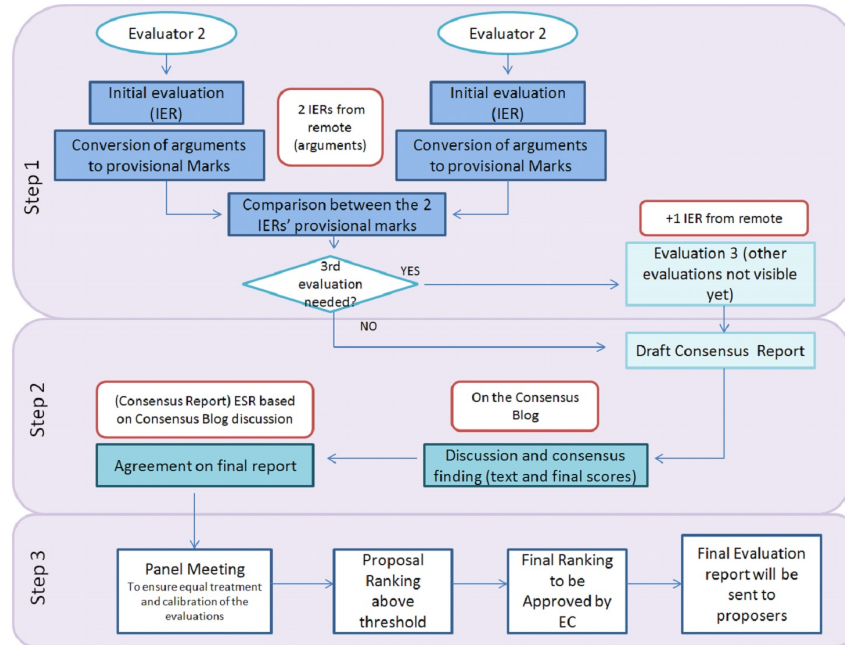 Step 1
Evaluator 2
Evaluator 2
Initial evaluation
(IER)
2 IERs from
remote
(arguments)
Initial evaluation
(IER)
Conversion of arguments
to provisional Marks
Conversion of arguments
to provisional Marks
Comparison between the 2
IERs' provisional marks
+1 IER from remote
3rd
evaluation
needed?
YES
NO
Evaluation 3 (other
evaluations not visible
yet)
Step 2
Draft Consensus Report
(Consensus Report) ESR based
on Consensus Blog discussion
On the Consensus
Blog
Agreement on final report
Discussion and consensus
finding (text and final scores)
Step 3
Panel Meeting
To ensure equal treatment
and calibration of the
evaluations
Proposal
Ranking
above
threshold
Final Ranking
to be
Approved by
EC
Final Evaluation
report will be
sent to
proposers